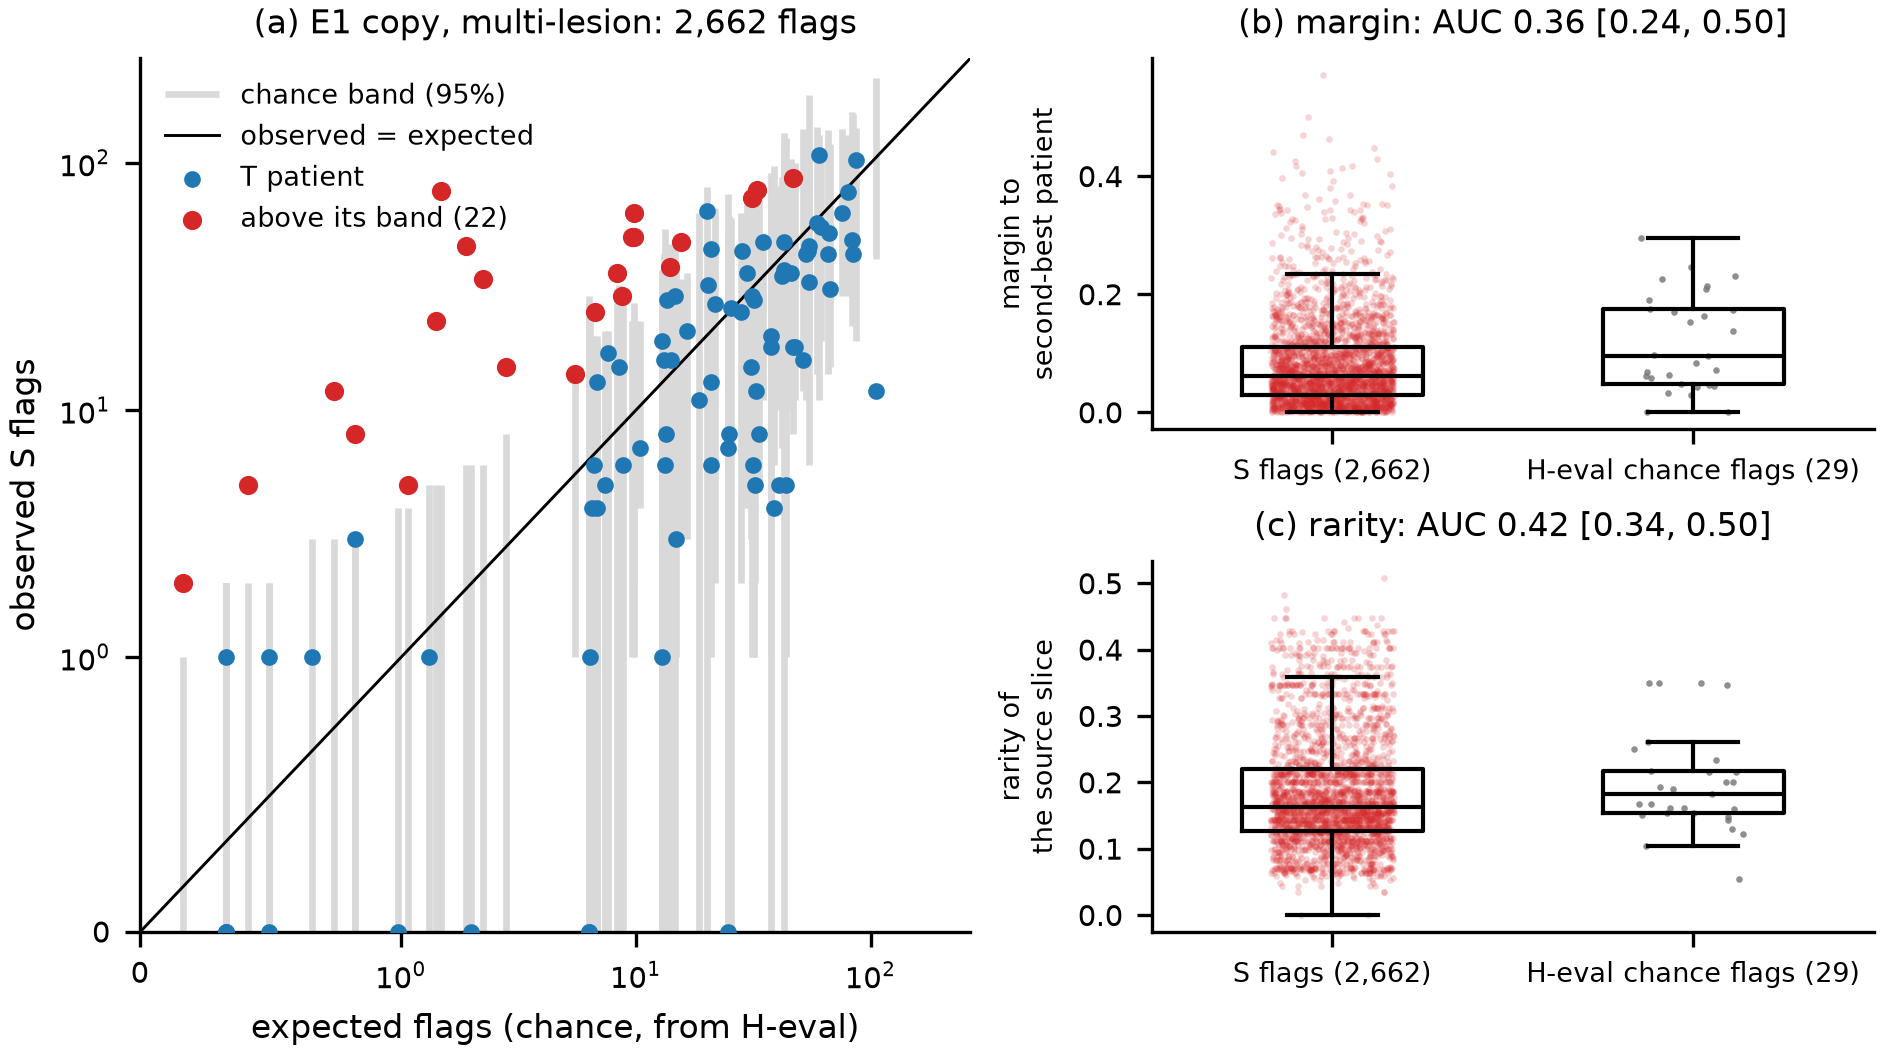 (a) E1 copy, multi-lesion: 2,662 flags
chance band (95%)
observed = expected
T patient
above its band (22)
observed S flags
10²
10¹
10⁰
0
0
10⁰
10¹
10²
expected flags (chance, from H-eval)
(b) margin: AUC 0.36 [0.24, 0.50]
margin to
second-best patient
0.4
0.2
0.0
S flags (2,662)
H-eval chance flags (29)
(c) rarity: AUC 0.42 [0.34, 0.50]
rarity of
the source slice
0.5
0.4
0.3
0.2
0.1
0.0
S flags (2,662)
H-eval chance flags (29)